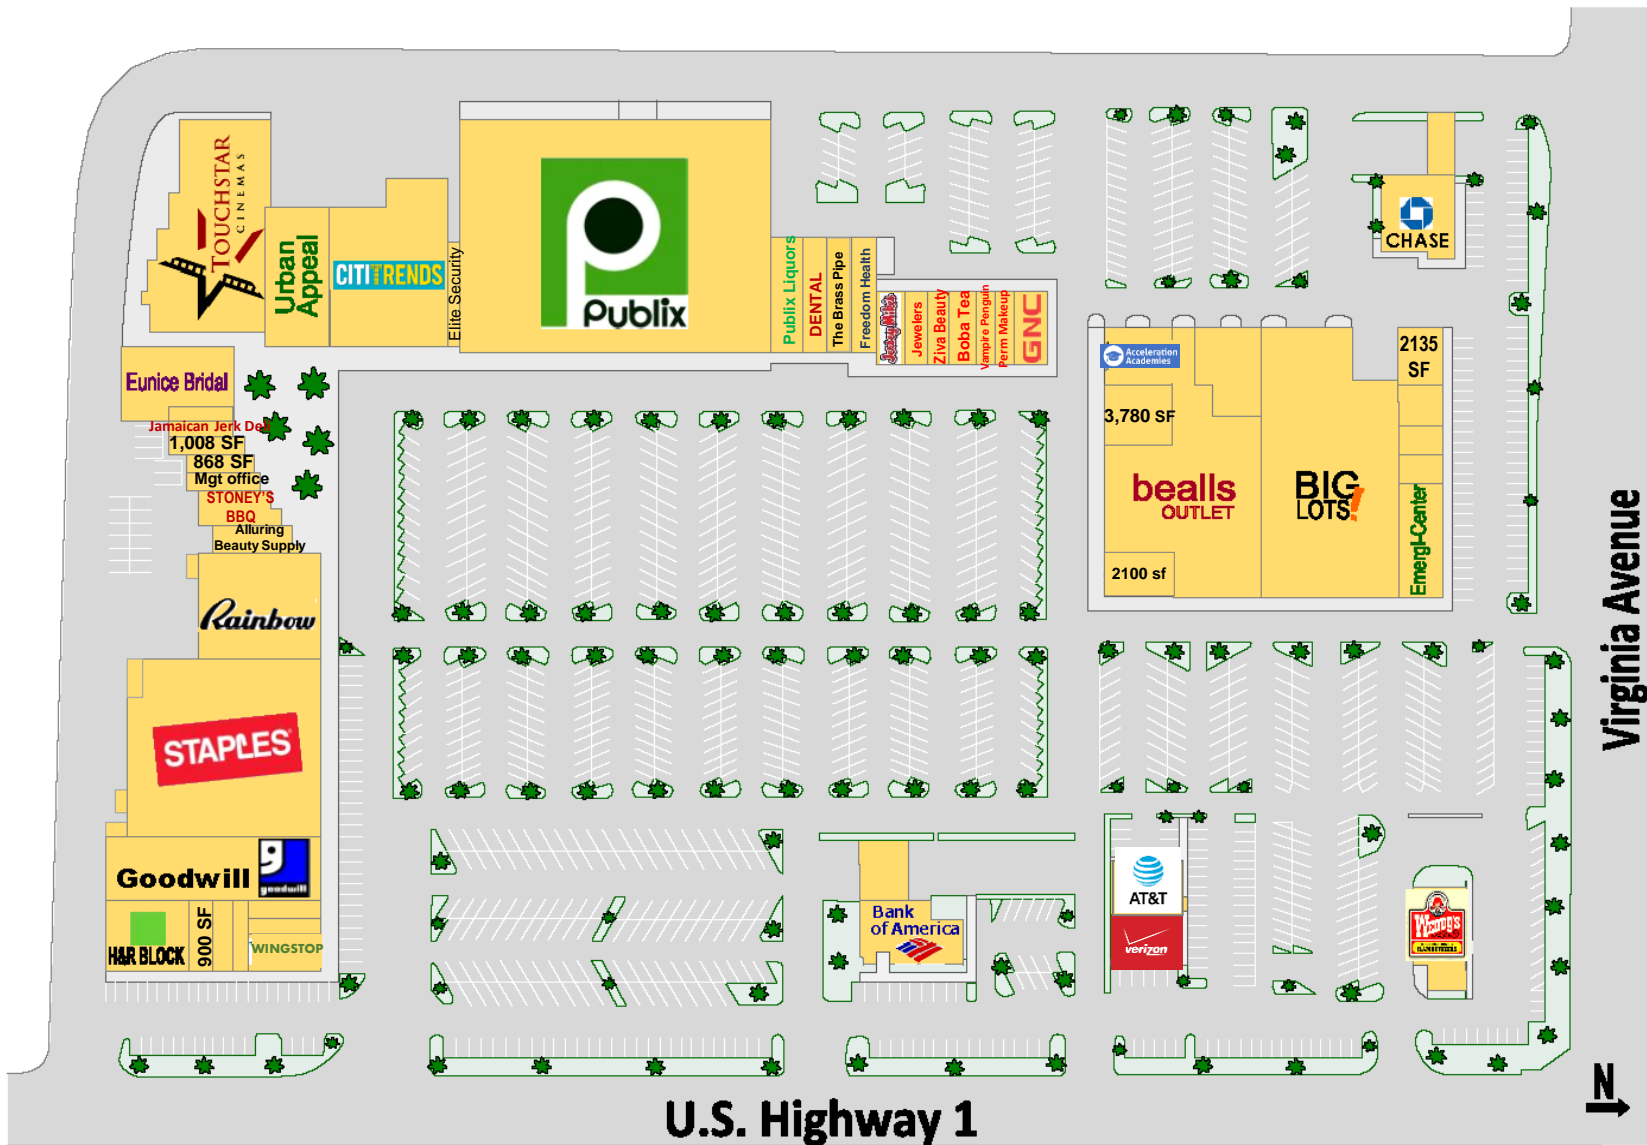 TOUCHSTAR
CINEMAS
Urban
Appeal
CITI TRENDS
Elite Security
Publix
Publix Liquors
DENTAL
The Brass Pipe
Freedom Health
Jersey Mike's
Jewelers
Ziva Beauty
Boba Tea
Vampire Penguin
Perm Makeup
GNC
CHASE
Eunice Bridal
Jamaican Jerk Deli
1,008 SF
868 SF
Mgt office
STONEY'S
BBQ
Alluring
Beauty Supply
Rainbow
STAPLES
Goodwill
goodwill
H&R BLOCK
900 SF
WINGSTOP
Acceleration
Academies
3,780 SF
bealls
OUTLET
2100 sf
BIG
LOTS!
2135
SF
Emergi-Center
Bank
of America
AT&T
verizon
Wendy's
Virginia Avenue
U.S. Highway 1
N